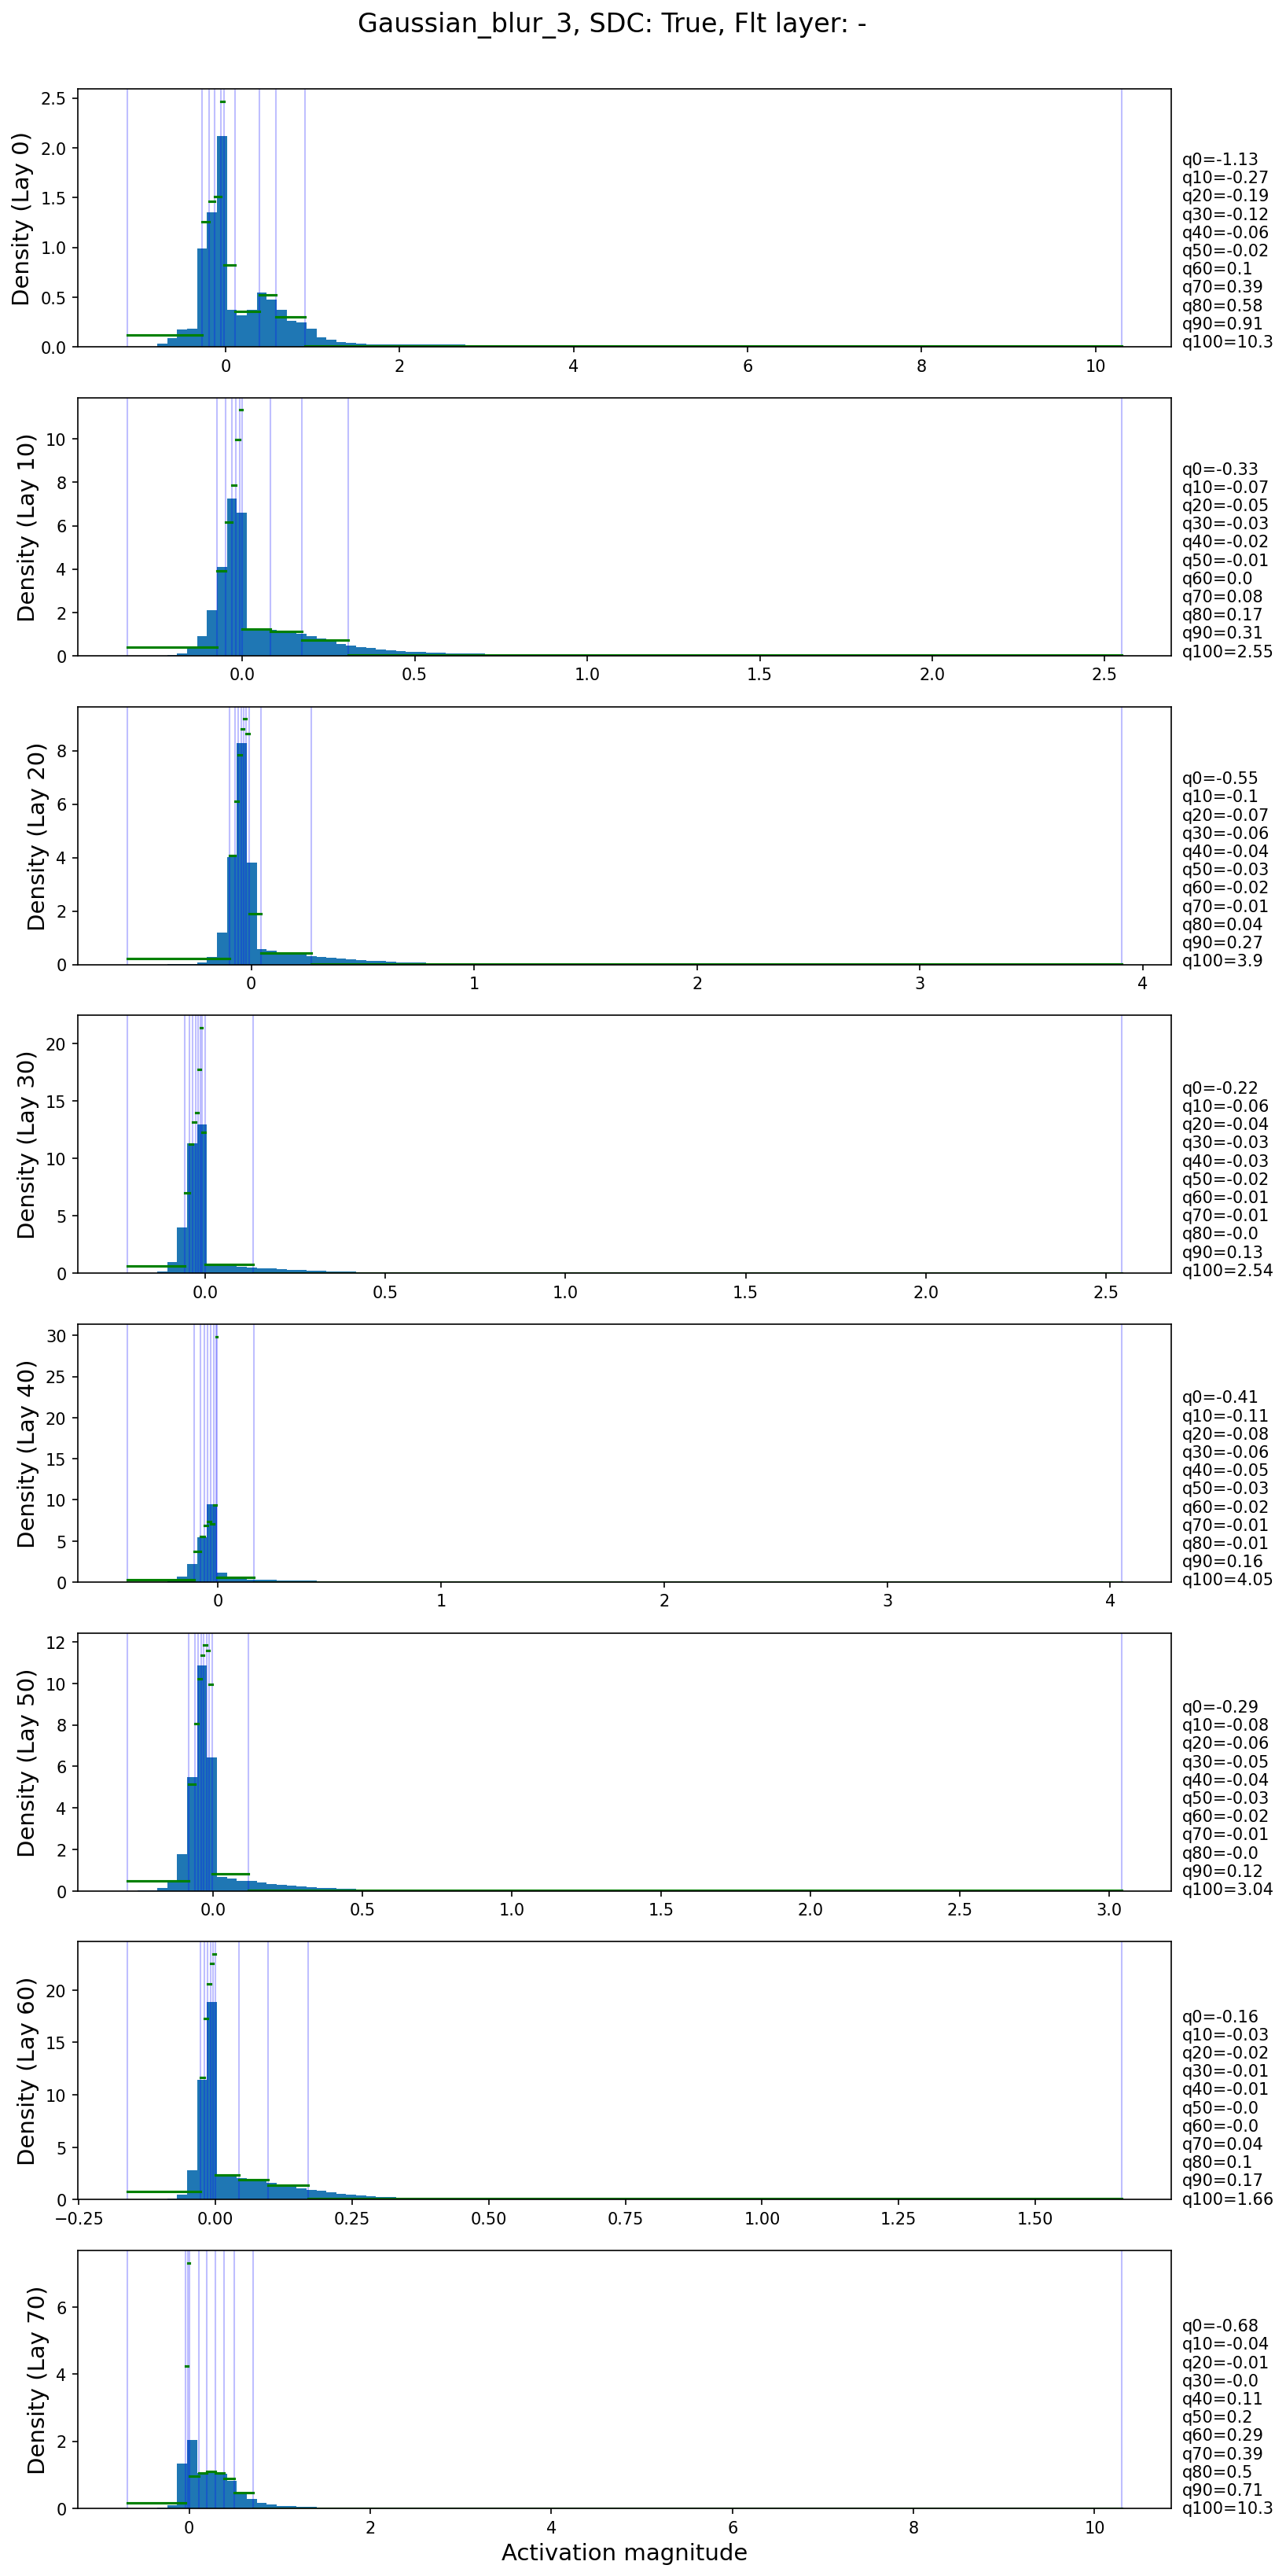 Gaussian_blur_3, SDC: True, Flt layer: -
Density (Lay 0)
2.5
2.0
1.5
1.0
0.5
0.0
0 2 4 6 8 10
q0=-1.13
q10=-0.27
q20=-0.19
q30=-0.12
q40=-0.06
q50=-0.02
q60=0.1
q70=0.39
q80=0.58
q90=0.91
q100=10.3
Density (Lay 10)
10
8
6
4
2
0
0.0 0.5 1.0 1.5 2.0 2.5
q0=-0.33
q10=-0.07
q20=-0.05
q30=-0.03
q40=-0.02
q50=-0.01
q60=0.0
q70=0.08
q80=0.17
q90=0.31
q100=2.55
Density (Lay 20)
8
6
4
2
0
0 1 2 3 4
q0=-0.55
q10=-0.1
q20=-0.07
q30=-0.06
q40=-0.04
q50=-0.03
q60=-0.02
q70=-0.01
q80=0.04
q90=0.27
q100=3.9
Density (Lay 30)
20
15
10
5
0
0.0 0.5 1.0 1.5 2.0 2.5
q0=-0.22
q10=-0.06
q20=-0.04
q30=-0.03
q40=-0.03
q50=-0.02
q60=-0.01
q70=-0.01
q80=-0.0
q90=0.13
q100=2.54
Density (Lay 40)
30
25
20
15
10
5
0
0 1 2 3 4
q0=-0.41
q10=-0.11
q20=-0.08
q30=-0.06
q40=-0.05
q50=-0.03
q60=-0.02
q70=-0.01
q80=-0.01
q90=0.16
q100=4.05
Density (Lay 50)
12
10
8
6
4
2
0
0.0 0.5 1.0 1.5 2.0 2.5 3.0
q0=-0.29
q10=-0.08
q20=-0.06
q30=-0.05
q40=-0.04
q50=-0.03
q60=-0.02
q70=-0.01
q80=-0.0
q90=0.12
q100=3.04
Density (Lay 60)
20
15
10
5
0
−0.25 0.00 0.25 0.50 0.75 1.00 1.25 1.50
q0=-0.16
q10=-0.03
q20=-0.02
q30=-0.01
q40=-0.01
q50=-0.0
q60=-0.0
q70=0.04
q80=0.1
q90=0.17
q100=1.66
Density (Lay 70)
6
4
2
0
0 2 4 6 8 10
q0=-0.68
q10=-0.04
q20=-0.01
q30=-0.0
q40=0.11
q50=0.2
q60=0.29
q70=0.39
q80=0.5
q90=0.71
q100=10.3
Activation magnitude